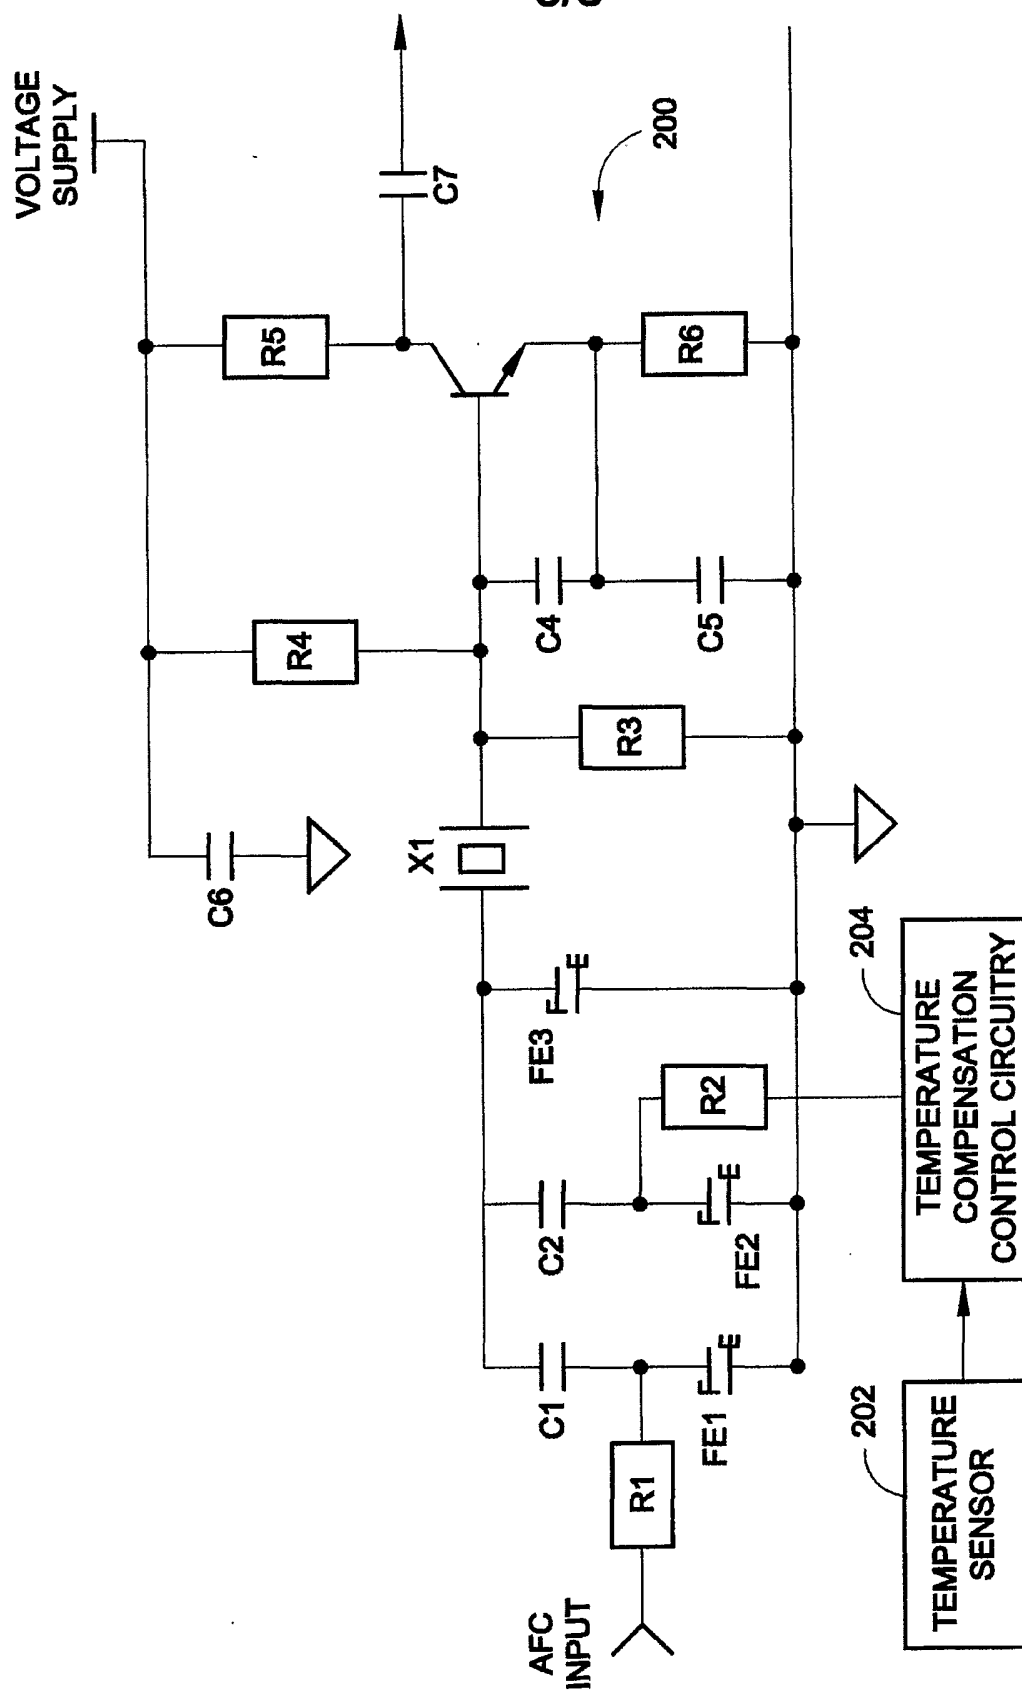 VOLTAGE
SUPPLY
C6
R4
R5
X1
C7
AFC
INPUT
R1
C1
C2
FE3
C4
R3
C5
R6
200
FE1
FE2
R2
202
204
TEMPERATURE
SENSOR
TEMPERATURE
COMPENSATION
CONTROL CIRCUITRY